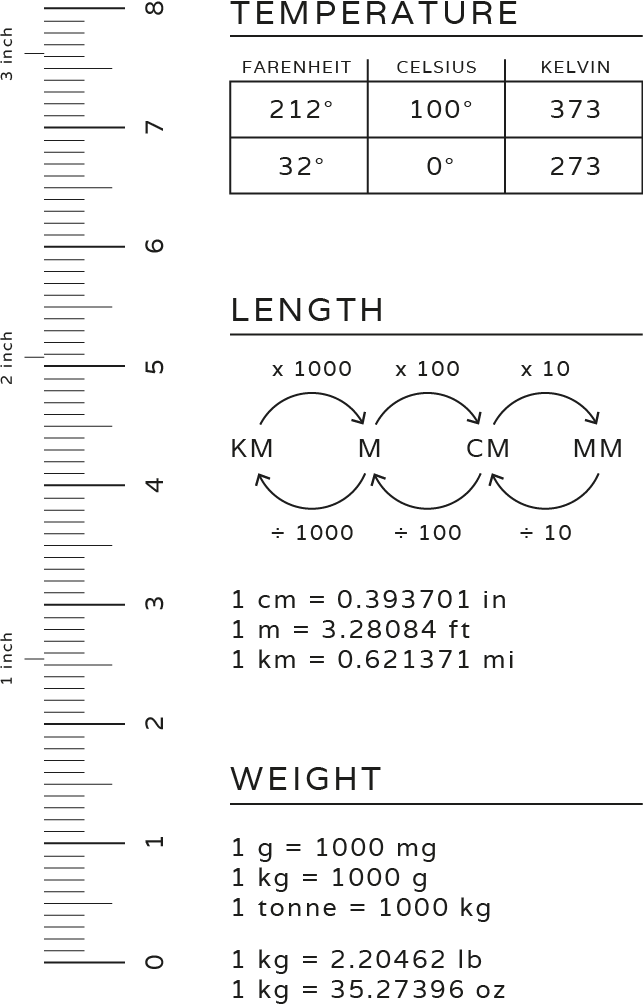 TEMPERATURE
FARENHEIT CELSIUS KELVIN
212° 100° 373
32° 0° 273
LENGTH
x 1000 x 100 x 10
KM M CM MM
÷ 1000 ÷ 100 ÷ 10
1 cm = 0.393701 in
1 m = 3.28084 ft
1 km = 0.621371 mi
WEIGHT
1 g = 1000 mg
1 kg = 1000 g
1 tonne = 1000 kg
1 kg = 2.20462 lb
1 kg = 35.27396 oz
8
3 inch
7
6
2 inch
5
4
3
1 inch
2
1
0